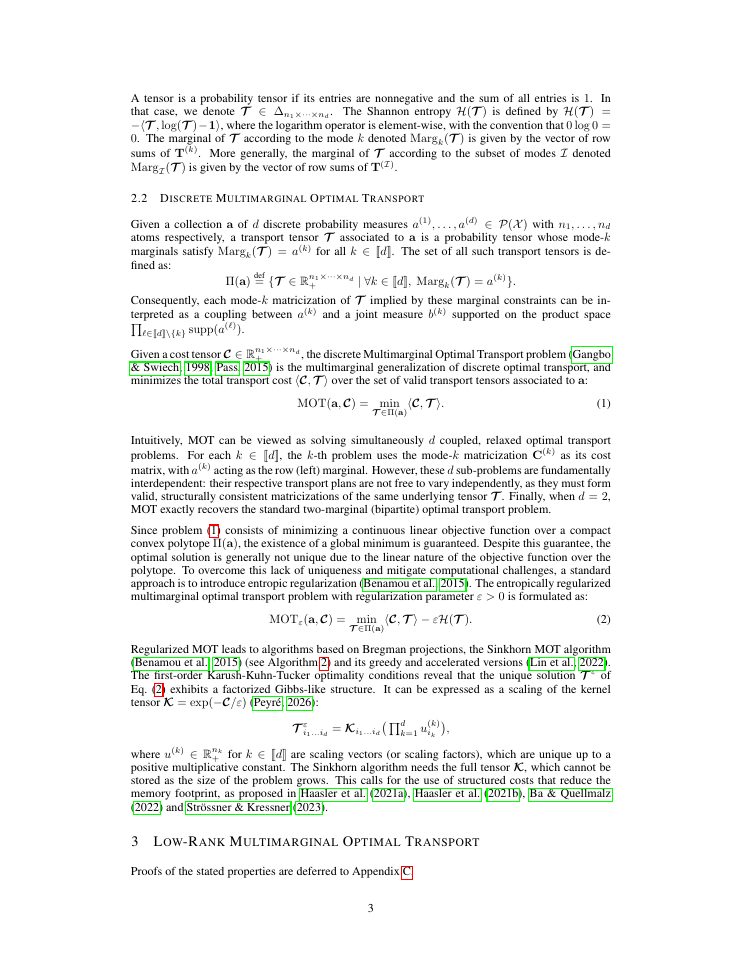 A tensor is a probability tensor if its entries are nonnegative and the sum of all entries is 1. In
that case, we denote 𝓣 ∈ Δ_{n₁×⋯×n_d}. The Shannon entropy ℋ(𝓣) is defined by ℋ(𝓣) =
−⟨𝓣, log(𝓣)−𝟏⟩, where the logarithm operator is element-wise, with the convention that 0 log 0 =
0. The marginal of 𝓣 according to the mode k denoted Marg_k(𝓣) is given by the vector of row
sums of 𝐓^{(k)}. More generally, the marginal of 𝓣 according to the subset of modes ℐ denoted
Marg_ℐ(𝓣) is given by the vector of row sums of 𝐓^{(ℐ)}.
2.2 DISCRETE MULTIMARGINAL OPTIMAL TRANSPORT
Given a collection 𝐚 of d discrete probability measures a^{(1)}, . . . , a^{(d)} ∈ 𝒫(𝒳) with n₁, . . . , n_d
atoms respectively, a transport tensor 𝓣 associated to 𝐚 is a probability tensor whose mode-k
marginals satisfy Marg_k(𝓣) = a^{(k)} for all k ∈ ⟦d⟧. The set of all such transport tensors is de-
fined as:
Π(𝐚) ≝ {𝓣 ∈ ℝ₊^{n₁×⋯×n_d} | ∀k ∈ ⟦d⟧, Marg_k(𝓣) = a^{(k)}}.
Consequently, each mode-k matricization of 𝓣 implied by these marginal constraints can be in-
terpreted as a coupling between a^{(k)} and a joint measure b^{(k)} supported on the product space
∏_{ℓ∈⟦d⟧\{k}} supp(a^{(ℓ)}).
Given a cost tensor 𝓒 ∈ ℝ₊^{n₁×⋯×n_d}, the discrete Multimarginal Optimal Transport problem (Gangbo
& Swiech, 1998; Pass, 2015) is the multimarginal generalization of discrete optimal transport, and
minimizes the total transport cost ⟨𝓒, 𝓣⟩ over the set of valid transport tensors associated to 𝐚:
MOT(𝐚, 𝓒) = min_{𝓣∈Π(𝐚)} ⟨𝓒, 𝓣⟩. (1)
Intuitively, MOT can be viewed as solving simultaneously d coupled, relaxed optimal transport
problems. For each k ∈ ⟦d⟧, the k-th problem uses the mode-k matricization 𝐂^{(k)} as its cost
matrix, with a^{(k)} acting as the row (left) marginal. However, these d sub-problems are fundamentally
interdependent: their respective transport plans are not free to vary independently, as they must form
valid, structurally consistent matricizations of the same underlying tensor 𝓣. Finally, when d = 2,
MOT exactly recovers the standard two-marginal (bipartite) optimal transport problem.
Since problem (1) consists of minimizing a continuous linear objective function over a compact
convex polytope Π(𝐚), the existence of a global minimum is guaranteed. Despite this guarantee, the
optimal solution is generally not unique due to the linear nature of the objective function over the
polytope. To overcome this lack of uniqueness and mitigate computational challenges, a standard
approach is to introduce entropic regularization (Benamou et al., 2015). The entropically regularized
multimarginal optimal transport problem with regularization parameter ε > 0 is formulated as:
MOT_ε(𝐚, 𝓒) = min_{𝓣∈Π(𝐚)} ⟨𝓒, 𝓣⟩ − εℋ(𝓣). (2)
Regularized MOT leads to algorithms based on Bregman projections, the Sinkhorn MOT algorithm
(Benamou et al., 2015) (see Algorithm 2) and its greedy and accelerated versions (Lin et al., 2022).
The first-order Karush-Kuhn-Tucker optimality conditions reveal that the unique solution 𝓣^ε of
Eq. (2) exhibits a factorized Gibbs-like structure. It can be expressed as a scaling of the kernel
tensor 𝓚 = exp(−𝓒/ε) (Peyré, 2026):
𝓣^ε_{i₁...i_d} = 𝓚_{i₁...i_d} (∏_{k=1}^d u^{(k)}_{i_k}),
where u^{(k)} ∈ ℝ₊^{n_k} for k ∈ ⟦d⟧ are scaling vectors (or scaling factors), which are unique up to a
positive multiplicative constant. The Sinkhorn algorithm needs the full tensor 𝓚, which cannot be
stored as the size of the problem grows. This calls for the use of structured costs that reduce the
memory footprint, as proposed in Haasler et al. (2021a), Haasler et al. (2021b), Ba & Quellmalz
(2022) and Strössner & Kressner (2023).
3 LOW-RANK MULTIMARGINAL OPTIMAL TRANSPORT
Proofs of the stated properties are deferred to Appendix C.
3